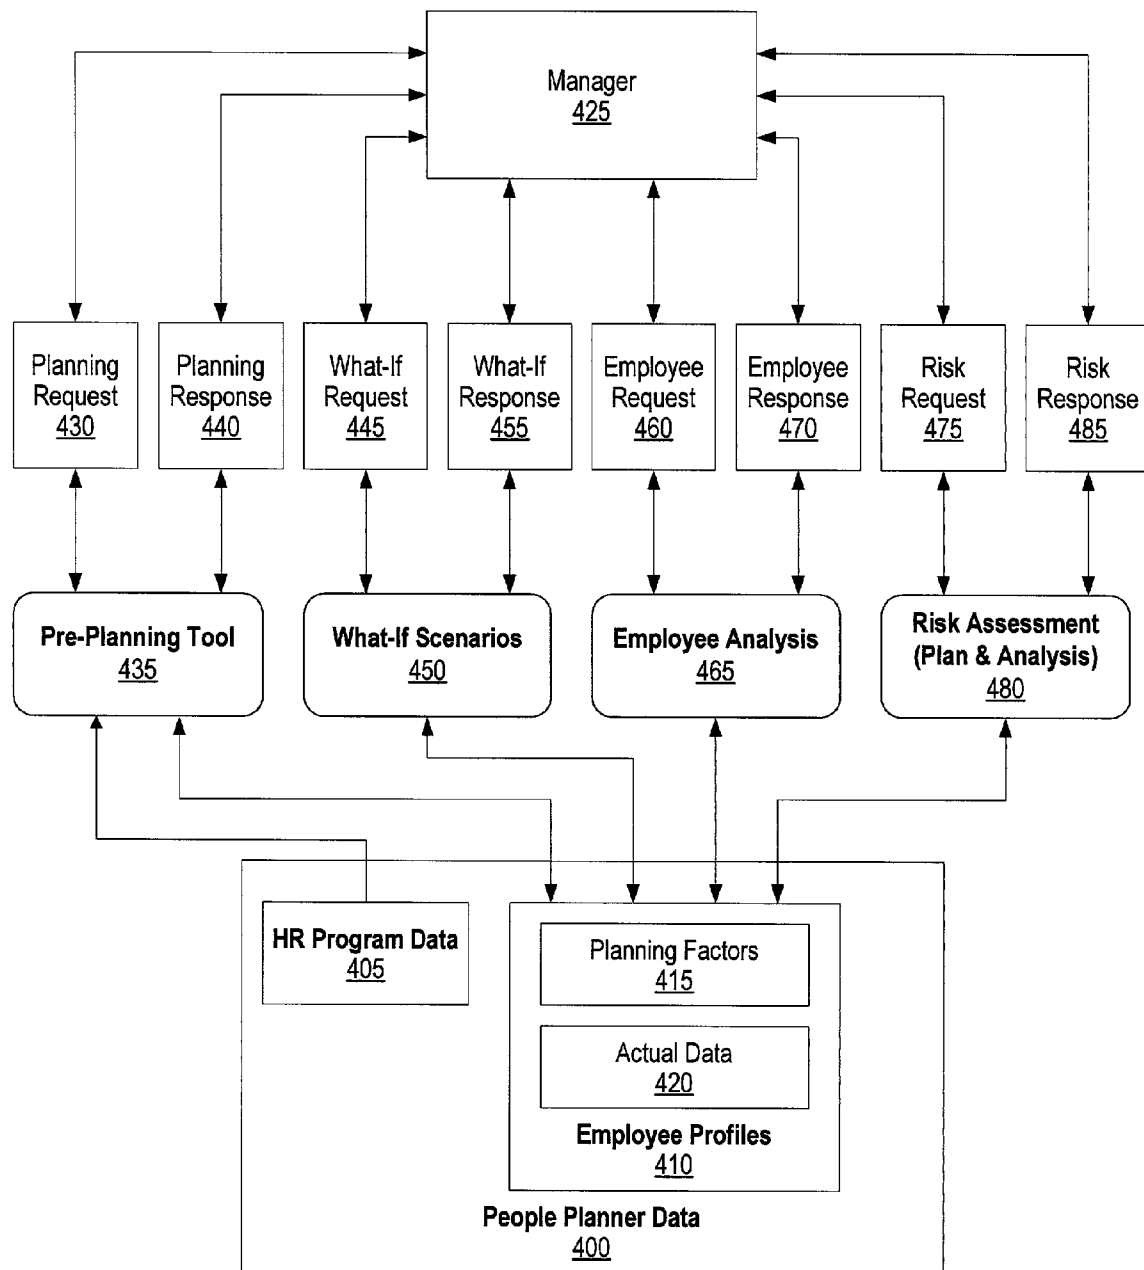 Manager
425
Planning
Request
430
Planning
Response
440
What-If
Request
445
What-If
Response
455
Employee
Request
460
Employee
Response
470
Risk
Request
475
Risk
Response
485
Pre-Planning Tool
435
What-If Scenarios
450
Employee Analysis
465
Risk Assessment
(Plan & Analysis)
480
HR Program Data
405
Planning Factors
415
Actual Data
420
Employee Profiles
410
People Planner Data
400